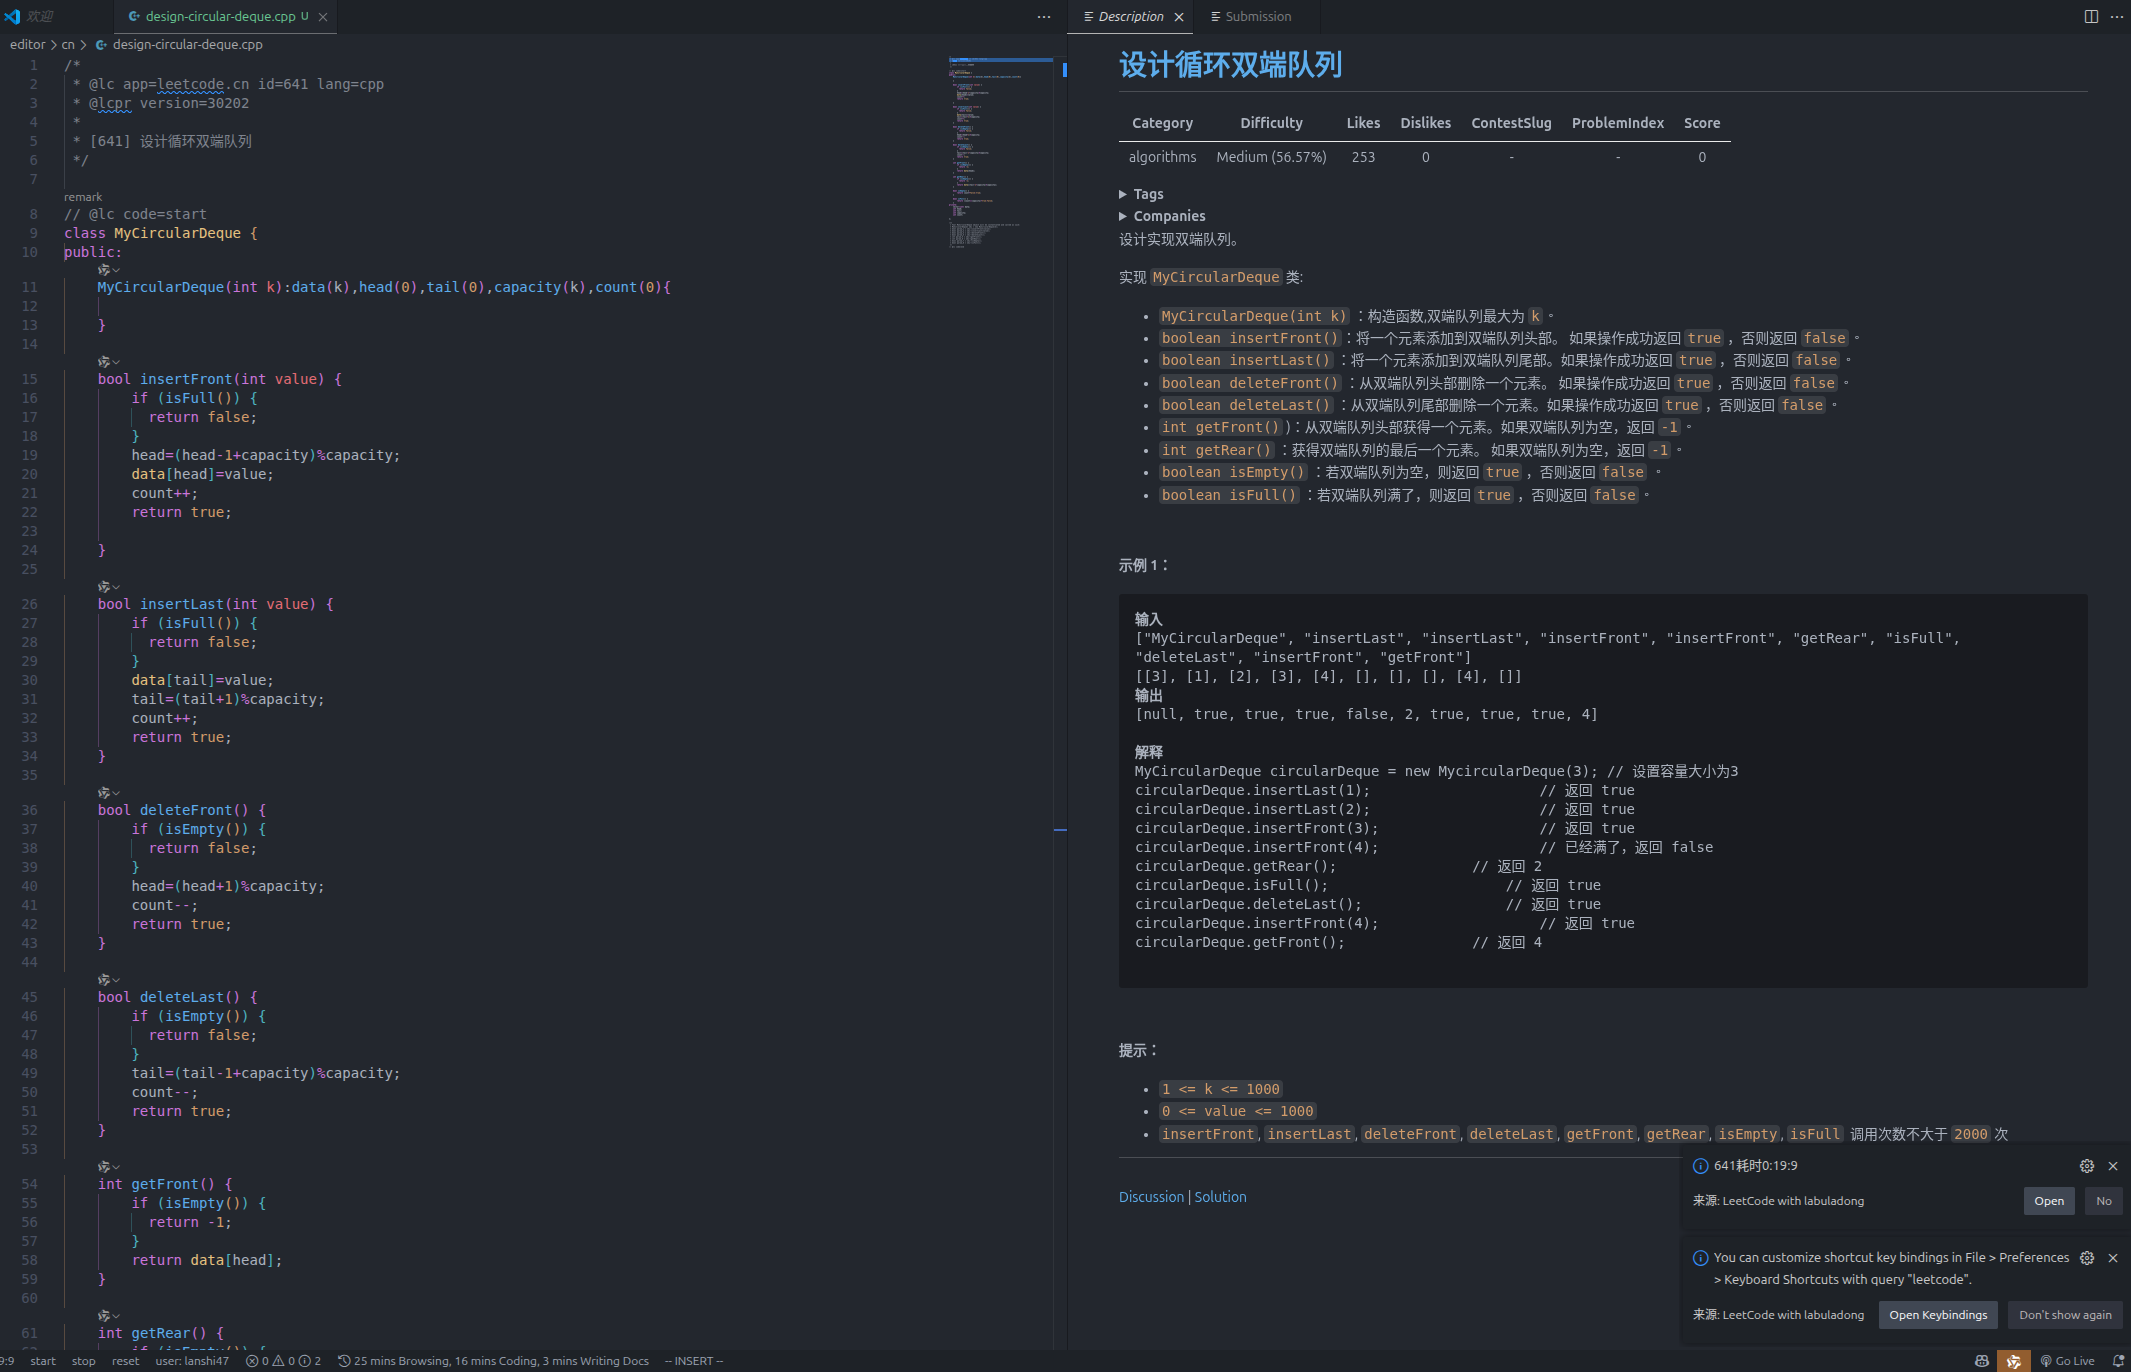 欢迎
design-circular-deque.cpp U
editor > cn > design-circular-deque.cpp
1 /*
2 * @lc app=leetcode.cn id=641 lang=cpp
3 * @lcpr version=30202
4 *
5 * [641] 设计循环双端队列
6 */
7
remark
8 // @lc code=start
9 class MyCircularDeque {
10 public:
11 MyCircularDeque(int k):data(k),head(0),tail(0),capacity(k),count(0){
12
13 }
14
15 bool insertFront(int value) {
16 if (isFull()) {
17 return false;
18 }
19 head=(head-1+capacity)%capacity;
20 data[head]=value;
21 count++;
22 return true;
23
24 }
25
26 bool insertLast(int value) {
27 if (isFull()) {
28 return false;
29 }
30 data[tail]=value;
31 tail=(tail+1)%capacity;
32 count++;
33 return true;
34 }
35
36 bool deleteFront() {
37 if (isEmpty()) {
38 return false;
39 }
40 head=(head+1)%capacity;
41 count--;
42 return true;
43 }
44
45 bool deleteLast() {
46 if (isEmpty()) {
47 return false;
48 }
49 tail=(tail-1+capacity)%capacity;
50 count--;
51 return true;
52 }
53
54 int getFront() {
55 if (isEmpty()) {
56 return -1;
57 }
58 return data[head];
59 }
60
61 int getRear() {
Description
Submission
设计循环双端队列
Category Difficulty Likes Dislikes ContestSlug ProblemIndex Score
algorithms Medium (56.57%) 253 0 - - 0
Tags
Companies
设计实现双端队列。
实现 MyCircularDeque 类:
• MyCircularDeque(int k) ：构造函数,双端队列最大为 k 。
• boolean insertFront()：将一个元素添加到双端队列头部。 如果操作成功返回 true ，否则返回 false 。
• boolean insertLast() ：将一个元素添加到双端队列尾部。如果操作成功返回 true ，否则返回 false 。
• boolean deleteFront() ：从双端队列头部删除一个元素。 如果操作成功返回 true ，否则返回 false 。
• boolean deleteLast() ：从双端队列尾部删除一个元素。如果操作成功返回 true ，否则返回 false 。
• int getFront() )：从双端队列头部获得一个元素。如果双端队列为空，返回 -1 。
• int getRear() ：获得双端队列的最后一个元素。 如果双端队列为空，返回 -1 。
• boolean isEmpty() ：若双端队列为空，则返回 true ，否则返回 false 。
• boolean isFull() ：若双端队列满了，则返回 true ，否则返回 false 。
示例 1：
输入
["MyCircularDeque", "insertLast", "insertLast", "insertFront", "insertFront", "getRear", "isFull",
"deleteLast", "insertFront", "getFront"]
[[3], [1], [2], [3], [4], [], [], [], [4], []]
输出
[null, true, true, true, false, 2, true, true, true, 4]
解释
MyCircularDeque circularDeque = new MycircularDeque(3); // 设置容量大小为3
circularDeque.insertLast(1); // 返回 true
circularDeque.insertLast(2); // 返回 true
circularDeque.insertFront(3); // 返回 true
circularDeque.insertFront(4); // 已经满了，返回 false
circularDeque.getRear(); // 返回 2
circularDeque.isFull(); // 返回 true
circularDeque.deleteLast(); // 返回 true
circularDeque.insertFront(4); // 返回 true
circularDeque.getFront(); // 返回 4
提示：
• 1 <= k <= 1000
• 0 <= value <= 1000
• insertFront, insertLast, deleteFront, deleteLast, getFront, getRear, isEmpty, isFull 调用次数不大于 2000 次
Discussion | Solution
641耗时0:19:9
来源: LeetCode with labuladong
Open
No
You can customize shortcut key bindings in File > Preferences
> Keyboard Shortcuts with query "leetcode".
来源: LeetCode with labuladong
Open Keybindings
Don't show again
9:9 start stop reset user: lanshi47 0 0 2 25 mins Browsing, 16 mins Coding, 3 mins Writing Docs -- INSERT -- Go Live